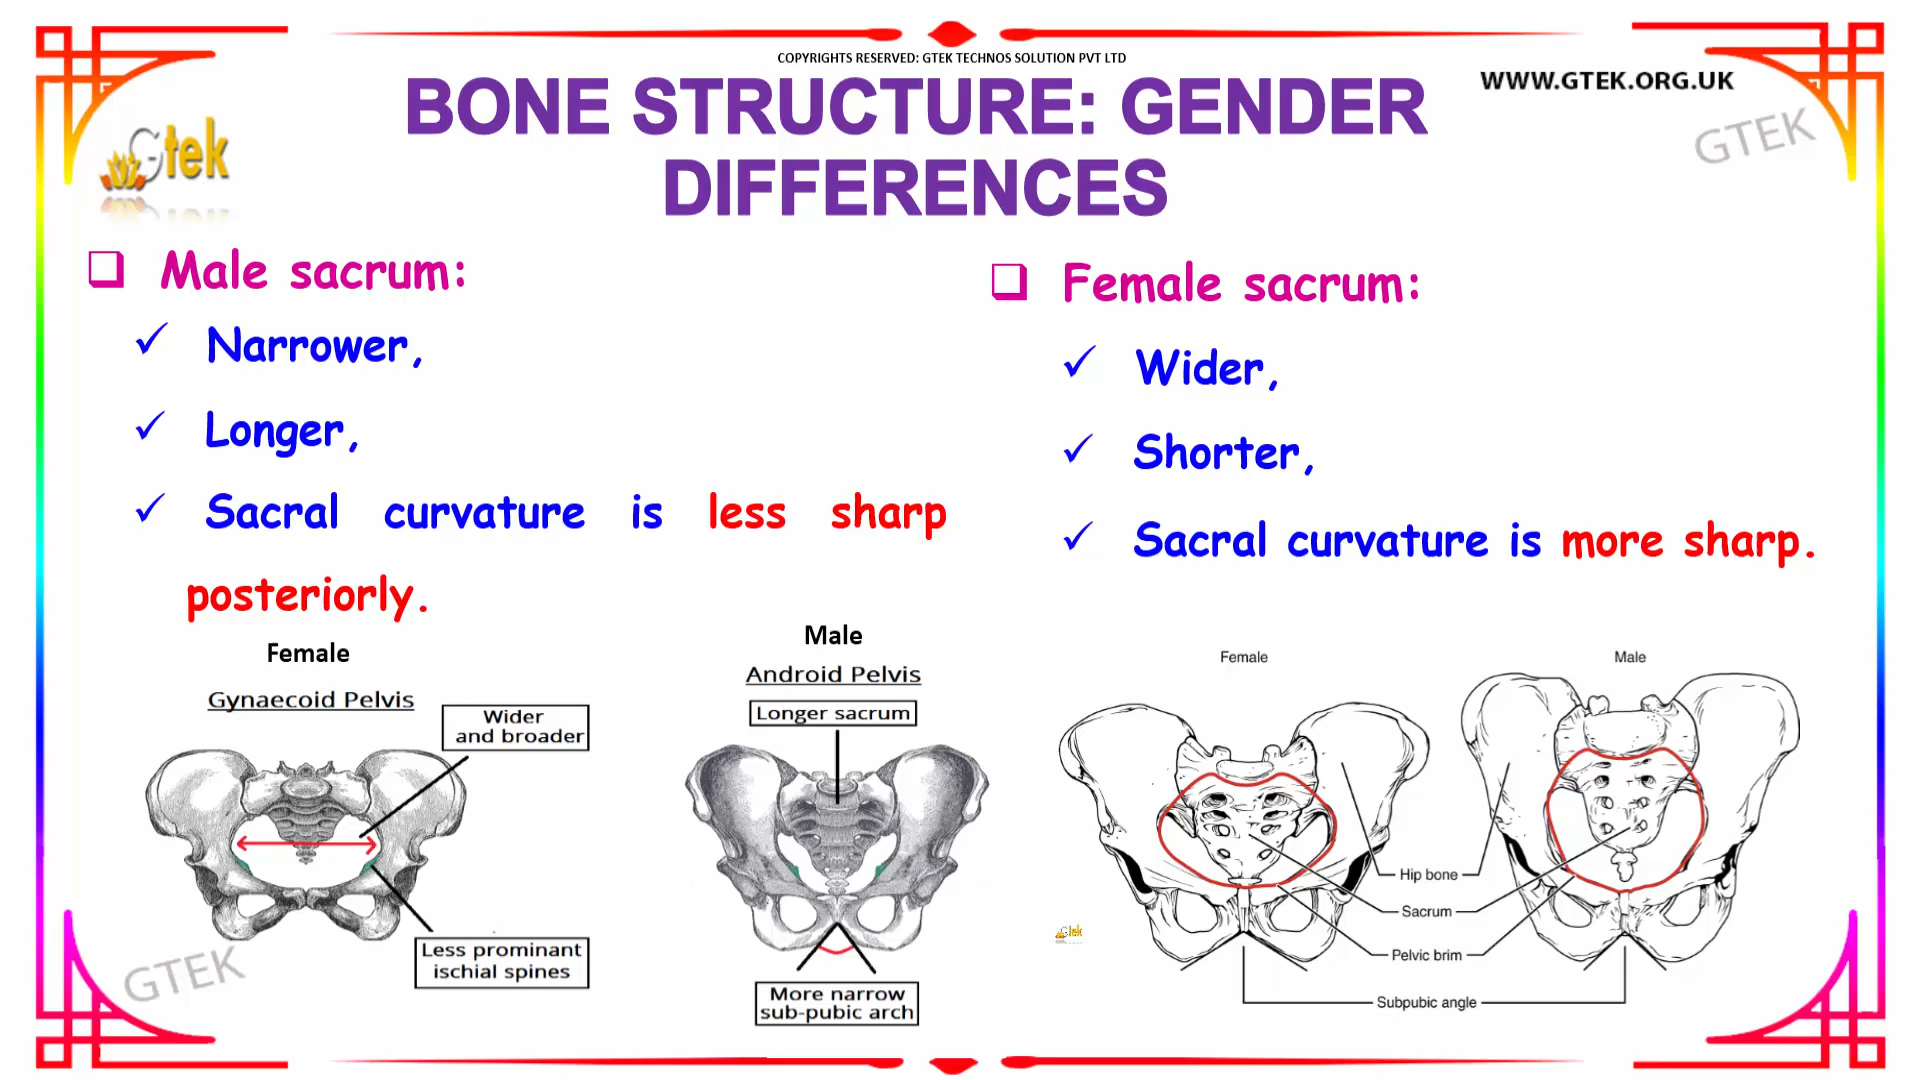 COPYRIGHTS RESERVED: GTEK TECHNOS SOLUTION PVT LTD
WWW.GTEK.ORG.UK
Gtek
GTEK
BONE STRUCTURE: GENDER
DIFFERENCES
Male sacrum:
Narrower,
Longer,
Sacral curvature is less sharp
posteriorly.
Female sacrum:
Wider,
Shorter,
Sacral curvature is more sharp.
Female
Gynaecoid Pelvis
Wider
and broader
Less prominant
ischial spines
Male
Android Pelvis
Longer sacrum
More narrow
sub-pubic arch
Female
Male
Hip bone
Sacrum
Pelvic brim
Subpubic angle
Gtek
GTEK